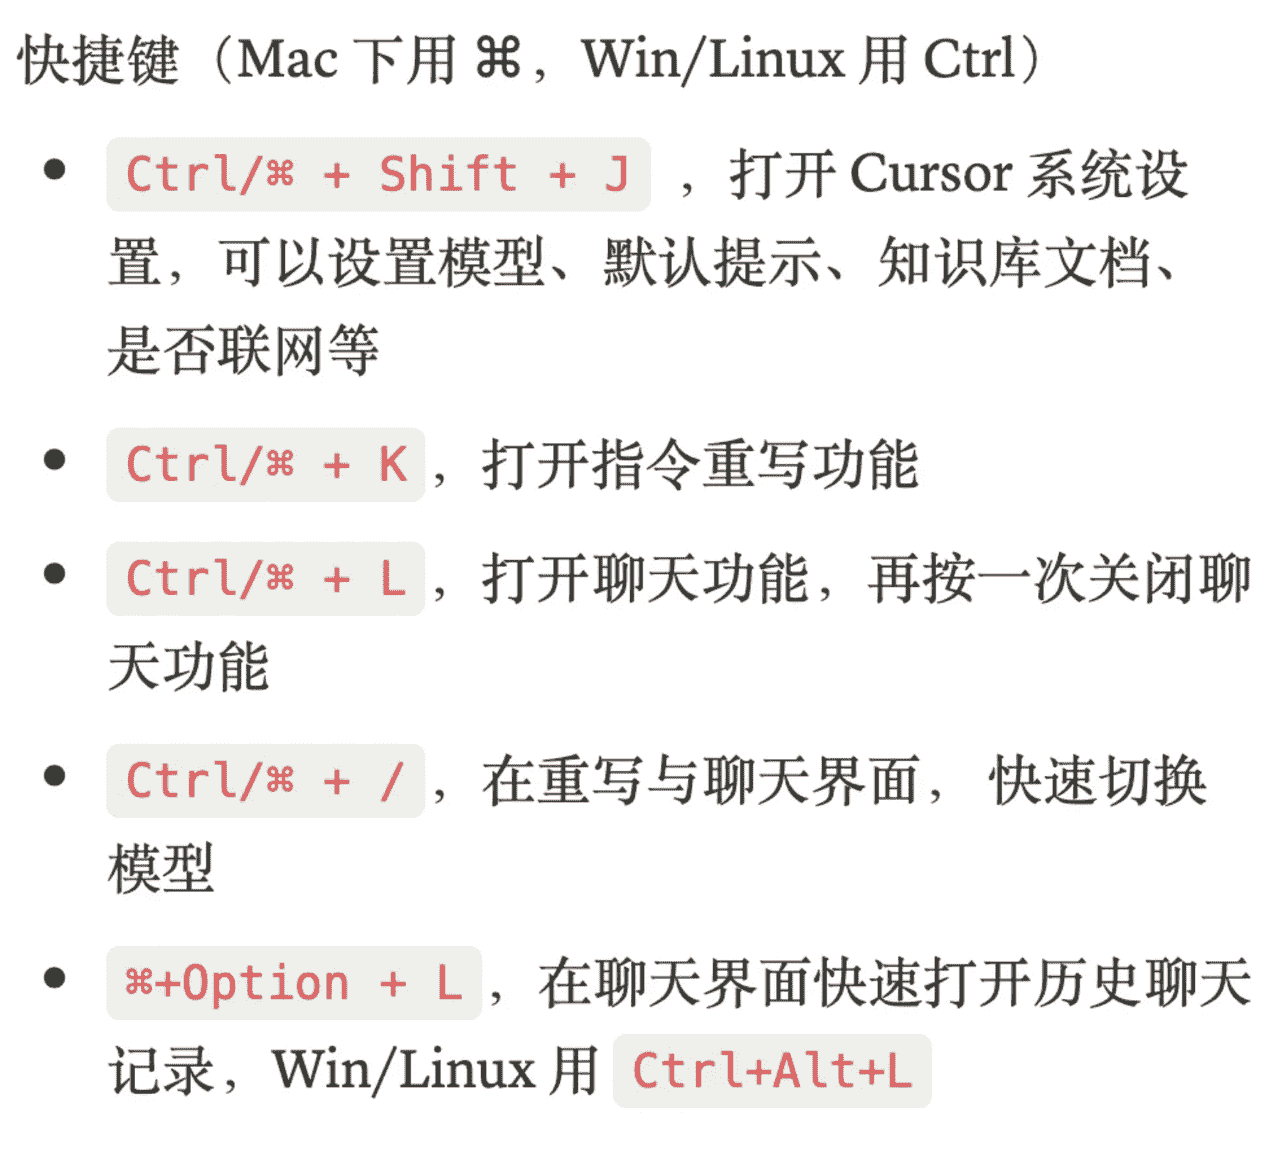 快捷键（Mac 下用 ⌘，Win/Linux 用 Ctrl）
• Ctrl/⌘ + Shift + J ，打开 Cursor 系统设
置，可以设置模型、默认提示、知识库文档、
是否联网等
• Ctrl/⌘ + K，打开指令重写功能
• Ctrl/⌘ + L，打开聊天功能，再按一次关闭聊
天功能
• Ctrl/⌘ + /，在重写与聊天界面， 快速切换
模型
• ⌘+Option + L，在聊天界面快速打开历史聊天
记录，Win/Linux 用 Ctrl+Alt+L